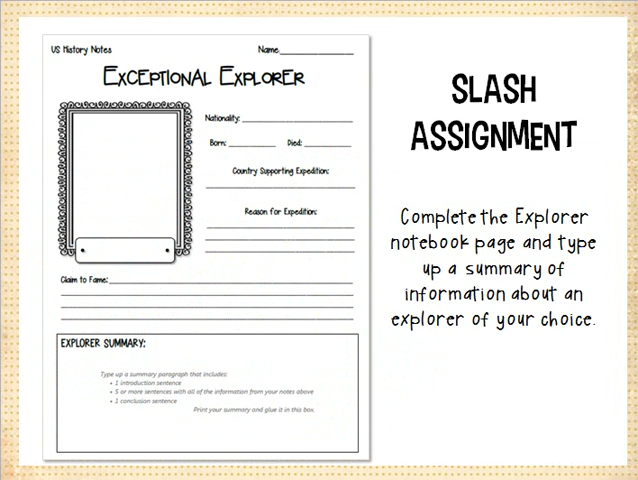 US History Notes
Name
EXCEPTIONAL EXPLORER
Nationality:
Born: Died:
Country Supporting Expedition:
Reason for Expedition:
Claim to Fame:
EXPLORER SUMMARY:
Type up a summary paragraph that includes:
• 1 introduction sentence
• 5 or more sentences with all of the information from your notes above
• 1 conclusion sentence
Print your summary and glue it in this box.
SLASH
ASSIGNMENT
Complete the Explorer
notebook page and type
up a summary of
information about an
explorer of your choice.